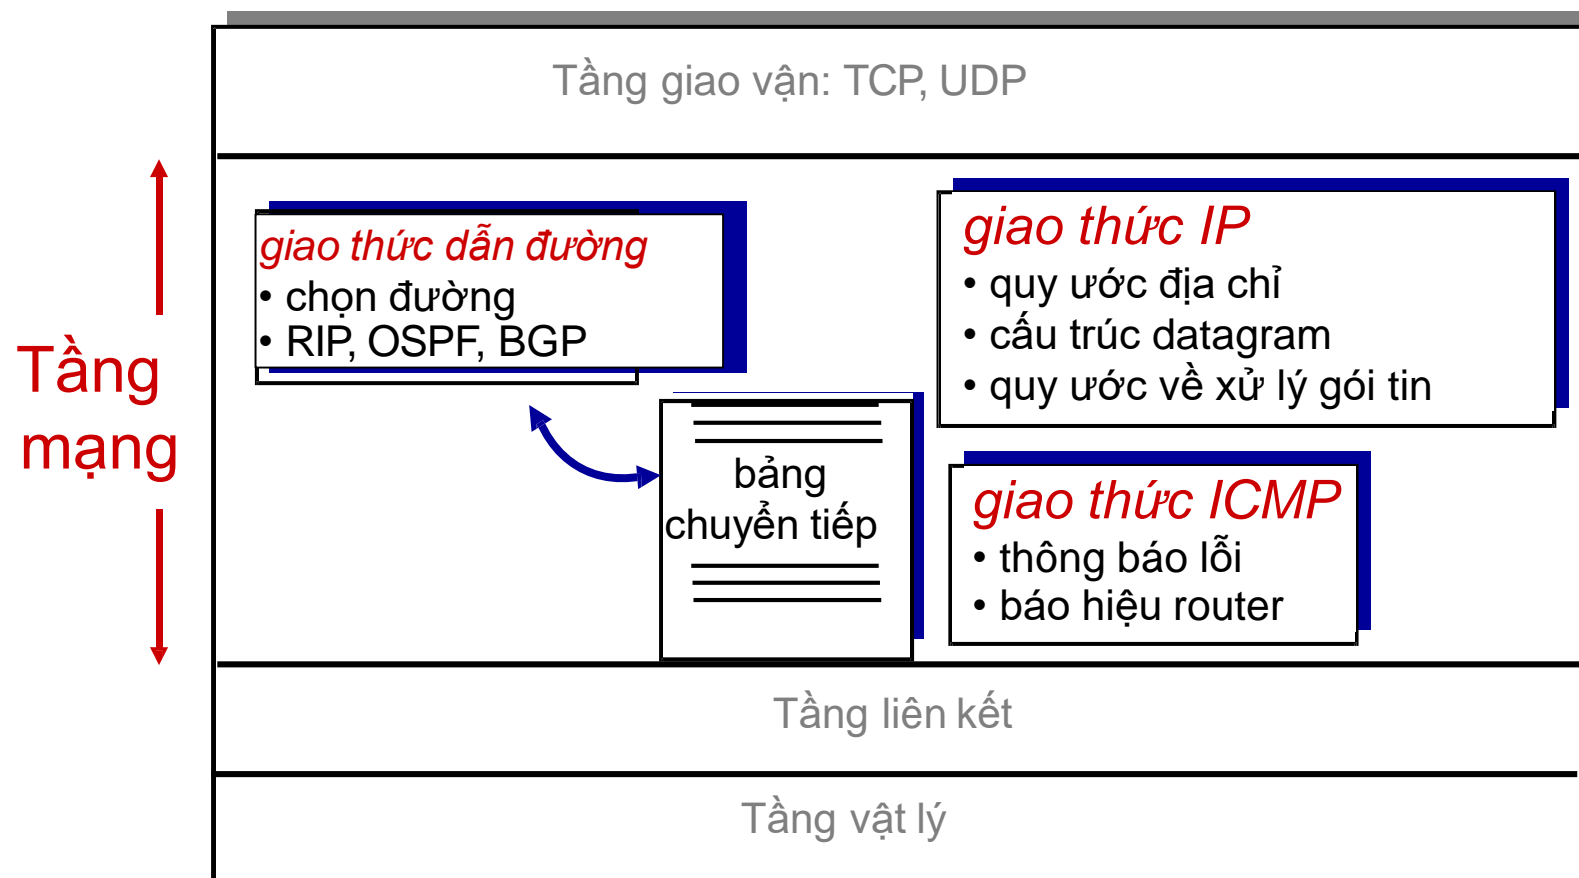 Tầng giao vận: TCP, UDP
Tầng
mạng
giao thức dẫn đường
• chọn đường
• RIP, OSPF, BGP
giao thức IP
• quy ước địa chỉ
• cấu trúc datagram
• quy ước về xử lý gói tin
bảng
chuyển tiếp
giao thức ICMP
• thông báo lỗi
• báo hiệu router
Tầng liên kết
Tầng vật lý